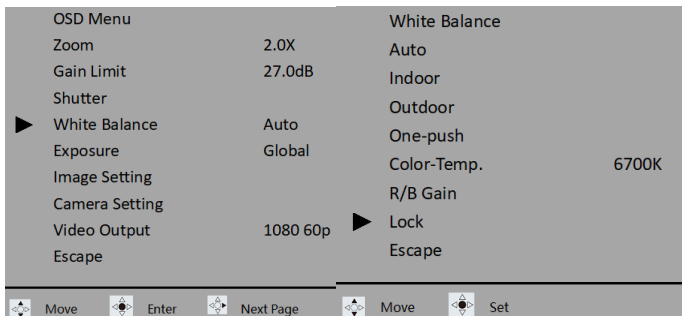 OSD Menu
Zoom 2.0X
Gain Limit 27.0dB
Shutter
White Balance Auto
Exposure Global
Image Setting
Camera Setting
Video Output 1080 60p
Escape
Move Enter Next Page
White Balance
Auto
Indoor
Outdoor
One-push
Color-Temp. 6700K
R/B Gain
Lock
Escape
Move Set